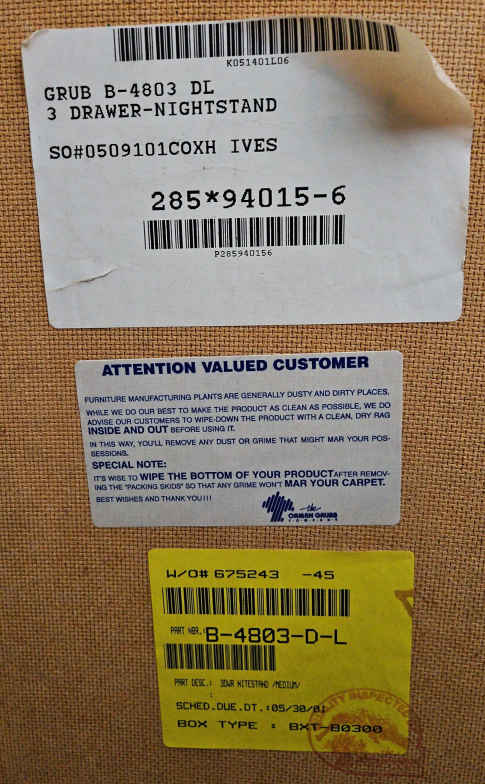 K051401L06
GRUB B-4803 DL
3 DRAWER-NIGHTSTAND
SO#0509101COXH IVES
285*94015-6
P285940156
ATTENTION VALUED CUSTOMER
FURNITURE MANUFACTURING PLANTS ARE GENERALLY DUSTY AND DIRTY PLACES.
WHILE WE DO OUR BEST TO MAKE THE PRODUCT AS CLEAN AS POSSIBLE, WE DO
ADVISE OUR CUSTOMERS TO WIPE-DOWN THE PRODUCT WITH A CLEAN, DRY RAG
INSIDE AND OUT BEFORE USING IT.
IN THIS WAY, YOU'LL REMOVE ANY DUST OR GRIME THAT MIGHT MAR YOUR POS-
SESSIONS.
SPECIAL NOTE:
IT'S WISE TO WIPE THE BOTTOM OF YOUR PRODUCT AFTER REMOV-
ING THE "PACKING SKIDS" SO THAT ANY GRIME WON'T MAR YOUR CARPET.
BEST WISHES AND THANK YOU!!!
the
ORMAN GRUBB
COMPANY
W/O# 675243 -45
PART NBR.: B-4803-D-L
PART DESC.: 3DWR NITESTAND /MEDIUM/
:
SCHED.DUE.DT.:05/30/01
BOX TYPE : BXT-B0300
QUALITY INSPECTED